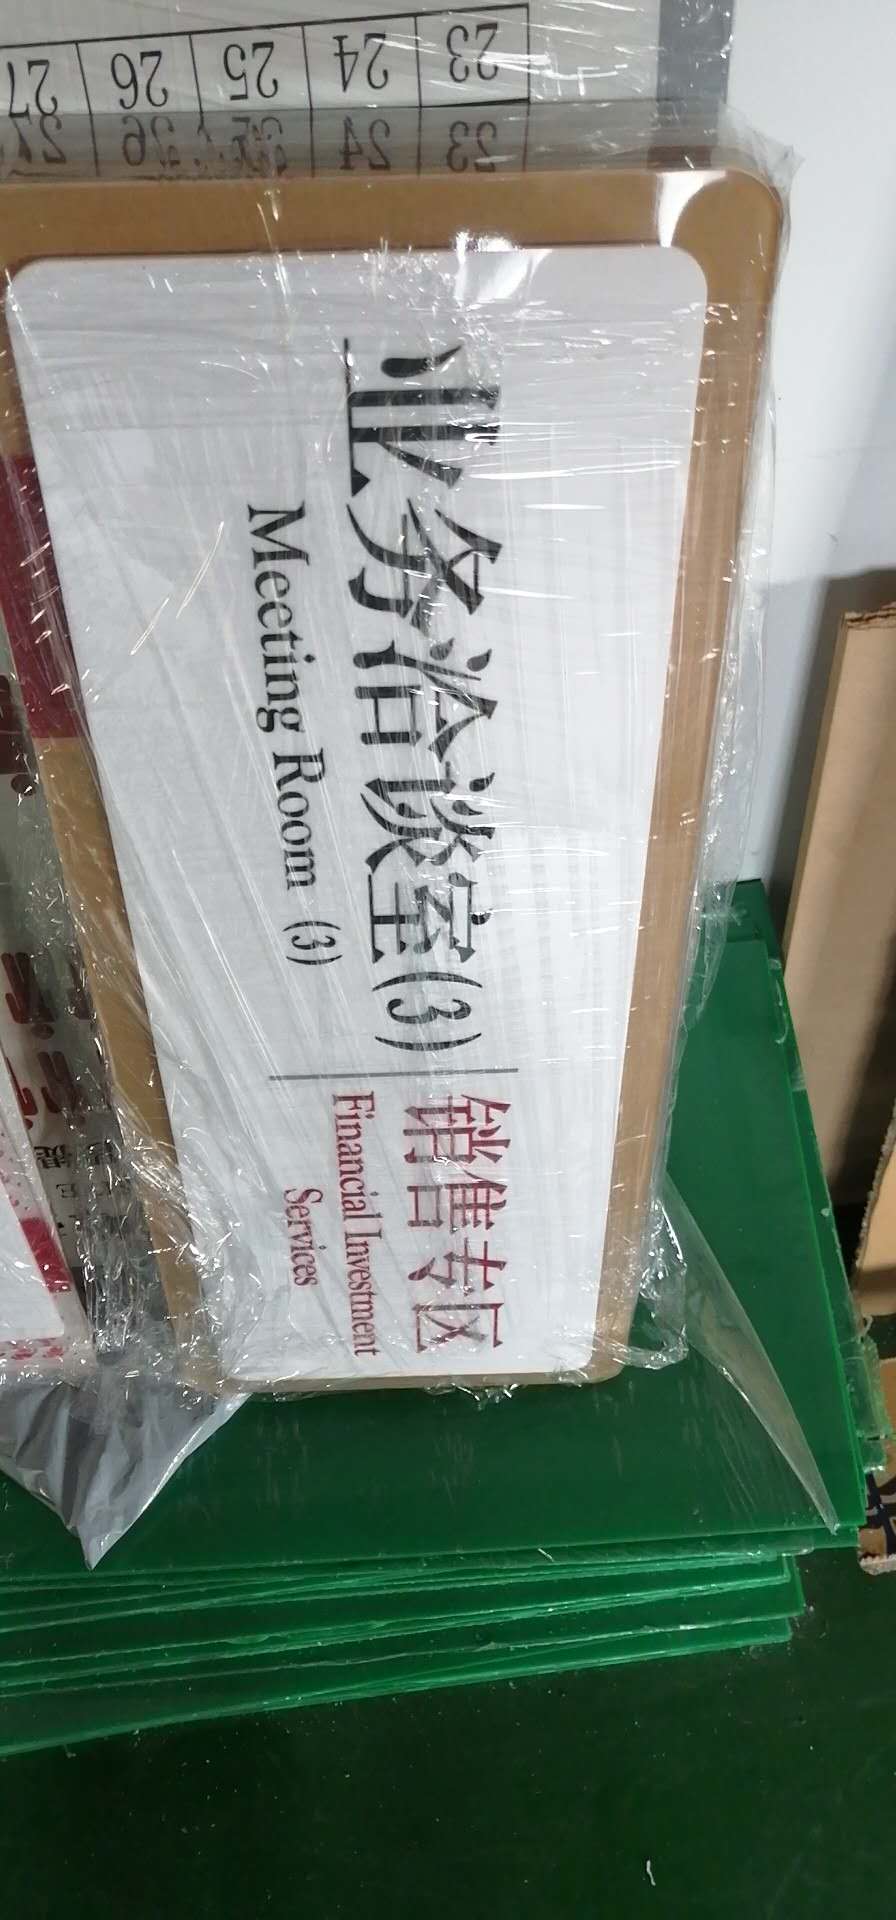 23 24 25 26 27
业务洽谈室(3)
Meeting Room (3)
销售专区
Financial Investment
Services